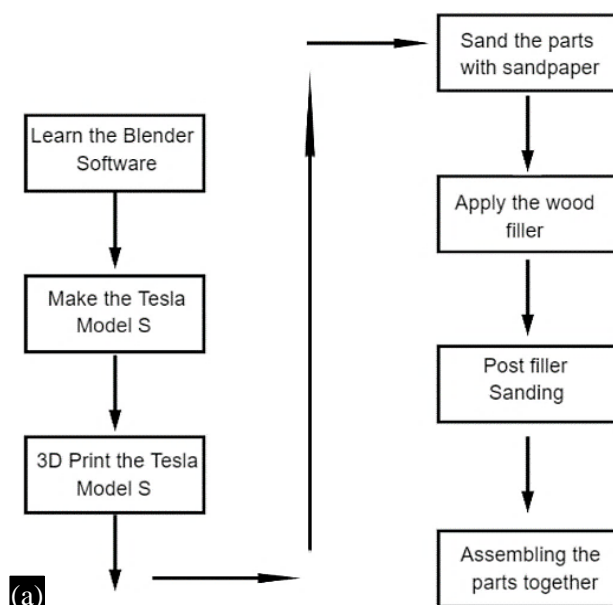 Learn the Blender
Software
Make the Tesla
Model S
3D Print the Tesla
Model S
(a)
Sand the parts
with sandpaper
Apply the wood
filler
Post filler
Sanding
Assembling the
parts together